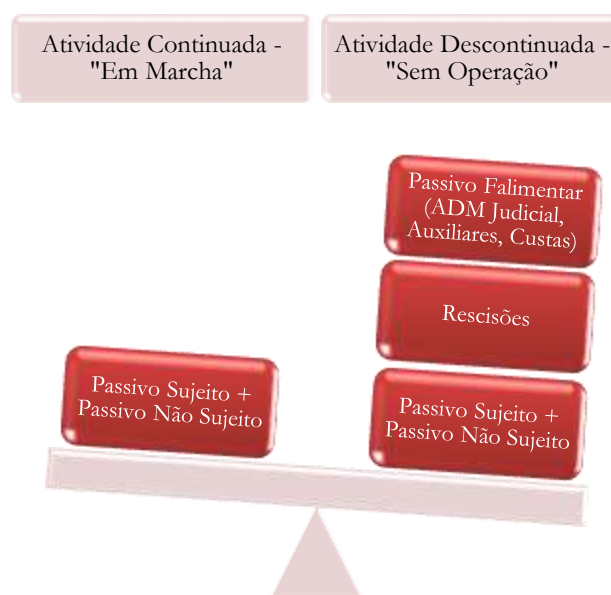 Atividade Continuada -
"Em Marcha"
Atividade Descontinuada -
"Sem Operação"
Passivo Falimentar
(ADM Judicial,
Auxiliares, Custas)
Rescisões
Passivo Sujeito +
Passivo Não Sujeito
Passivo Sujeito +
Passivo Não Sujeito